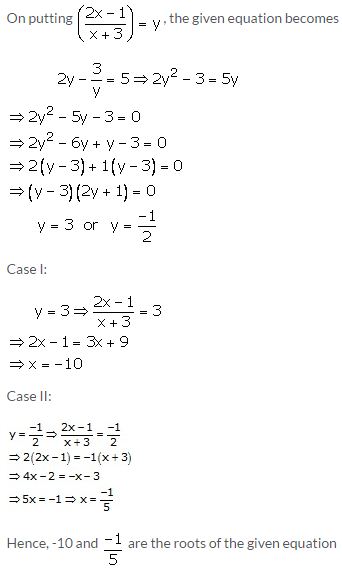 On putting ((2x – 1)/(x + 3)) = y, the given equation becomes
2y – 3/y = 5 ⇒ 2y² – 3 = 5y
⇒ 2y² – 5y – 3 = 0
⇒ 2y² – 6y + y – 3 = 0
⇒ 2(y – 3) + 1(y – 3) = 0
⇒ (y – 3)(2y + 1) = 0
y = 3 or y = –1/2
Case I:
y = 3 ⇒ (2x – 1)/(x + 3) = 3
⇒ 2x – 1 = 3x + 9
⇒ x = –10
Case II:
y = –1/2 ⇒ (2x – 1)/(x + 3) = –1/2
⇒ 2(2x – 1) = –1(x + 3)
⇒ 4x – 2 = –x – 3
⇒ 5x = –1 ⇒ x = –1/5
Hence, -10 and –1/5 are the roots of the given equation